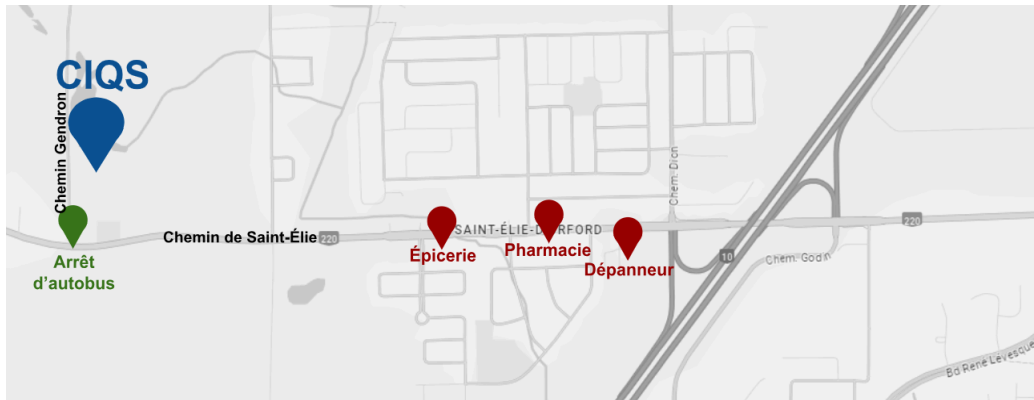 CIQS
Chemin Gendron
Chem. Dion
220
SAINT-ÉLIE-D'ORFORD
Chemin de Saint-Élie
220
Épicerie
Pharmacie
Dépanneur
Arrêt
d'autobus
10
Chem. Godin
Bd René Lévesque